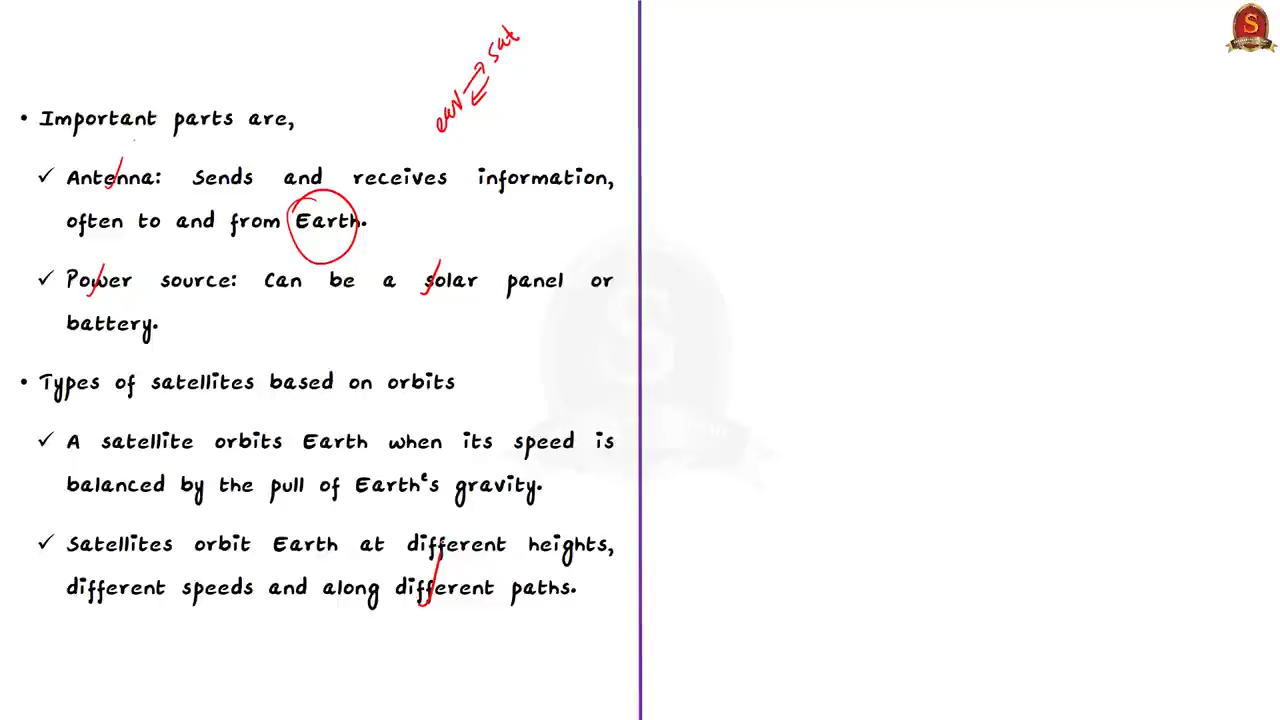 ear ⇌ sat
• Important parts are,
✓ Antenna: Sends and receives information,
often to and from Earth.
✓ Power source: Can be a solar panel or
battery.
• Types of satellites based on orbits
✓ A satellite orbits Earth when its speed is
balanced by the pull of Earth's gravity.
✓ Satellites orbit Earth at different heights,
different speeds and along different paths.
S